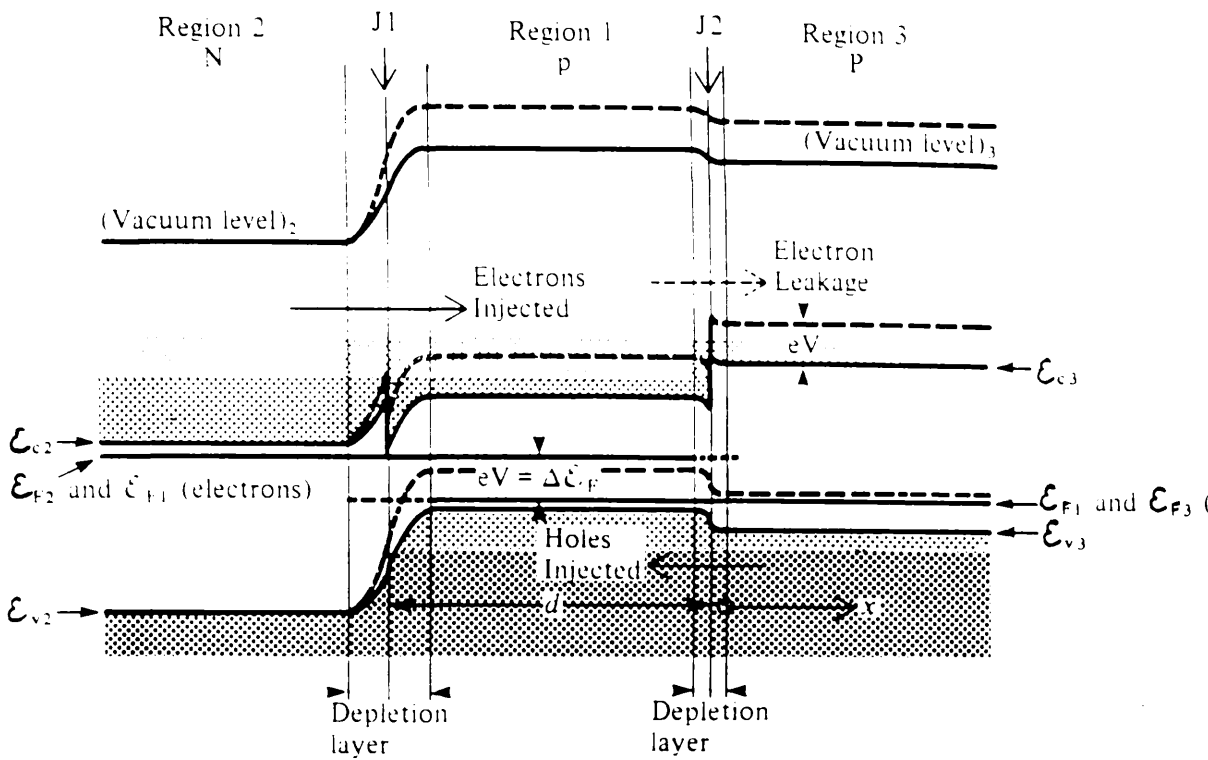 Region 2
N
J1
Region 1
p
J2
Region 3
P
(Vacuum level)₃
(Vacuum level)₂
Electrons
Injected
Electron
Leakage
eV
ℰc3
ℰc2
ℰF2 and ℰF1 (electrons)
eV = ΔℰF
ℰF1 and ℰF3 (
ℰv3
Holes
Injected
ℰv2
d
x
Depletion
layer
Depletion
layer